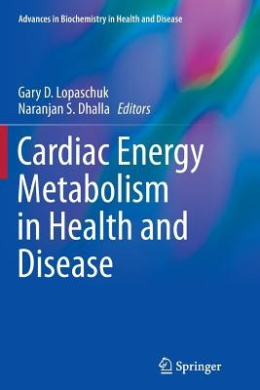 Advances in Biochemistry in Health and Disease
Gary D. Lopaschuk
Naranjan S. Dhalla Editors
Cardiac Energy
Metabolism
in Health and
Disease
Springer